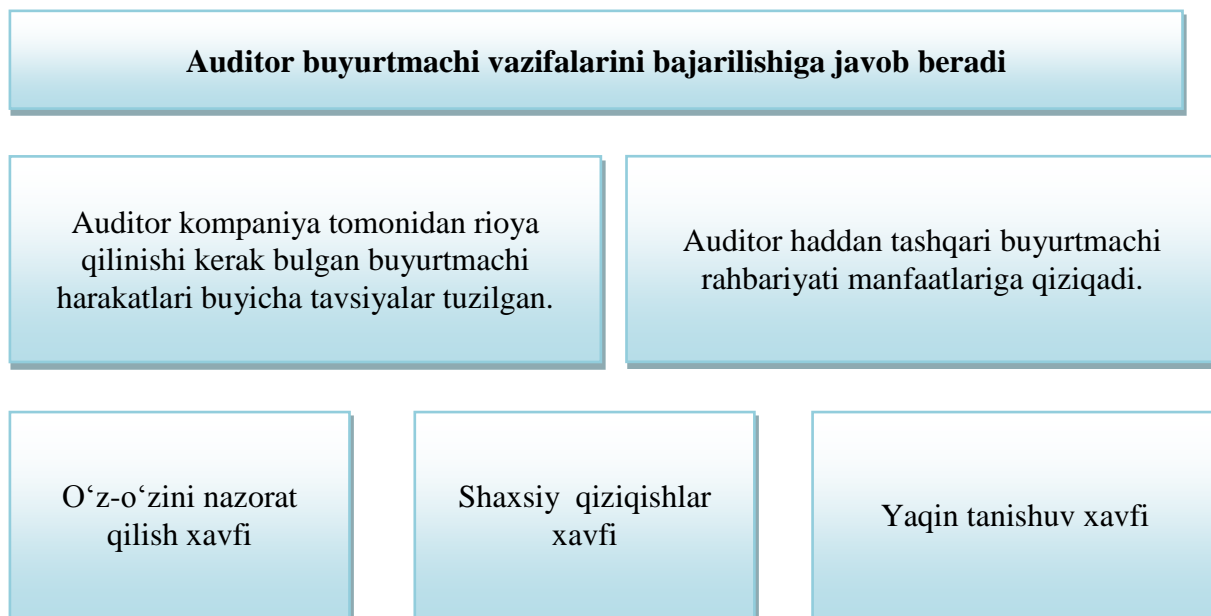 Auditor buyurtmachi vazifalarini bajarilishiga javob beradi
Auditor kompaniya tomonidan rioya
qilinishi kerak bulgan buyurtmachi
harakatlari buyicha tavsiyalar tuzilgan.
Auditor haddan tashqari buyurtmachi
rahbariyati manfaatlariga qiziqadi.
O‘z-o‘zini nazorat
qilish xavfi
Shaxsiy qiziqishlar
xavfi
Yaqin tanishuv xavfi